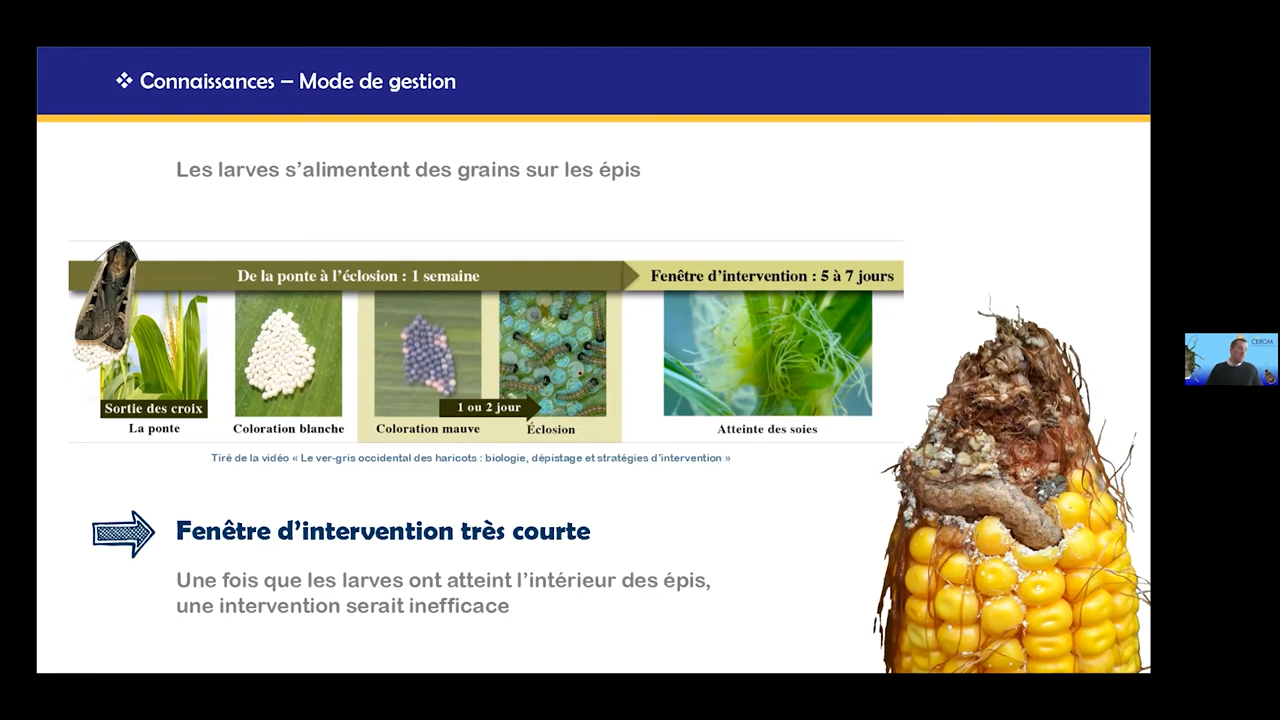 ❖ Connaissances – Mode de gestion
Les larves s’alimentent des grains sur les épis
De la ponte à l’éclosion : 1 semaine
Fenêtre d’intervention : 5 à 7 jours
Sortie des croix
1 ou 2 jour
La ponte
Coloration blanche
Coloration mauve
Éclosion
Atteinte des soies
Tiré de la vidéo « Le ver-gris occidental des haricots : biologie, dépistage et stratégies d’intervention »
Fenêtre d’intervention très courte
Une fois que les larves ont atteint l’intérieur des épis,
une intervention serait inefficace
CEROM